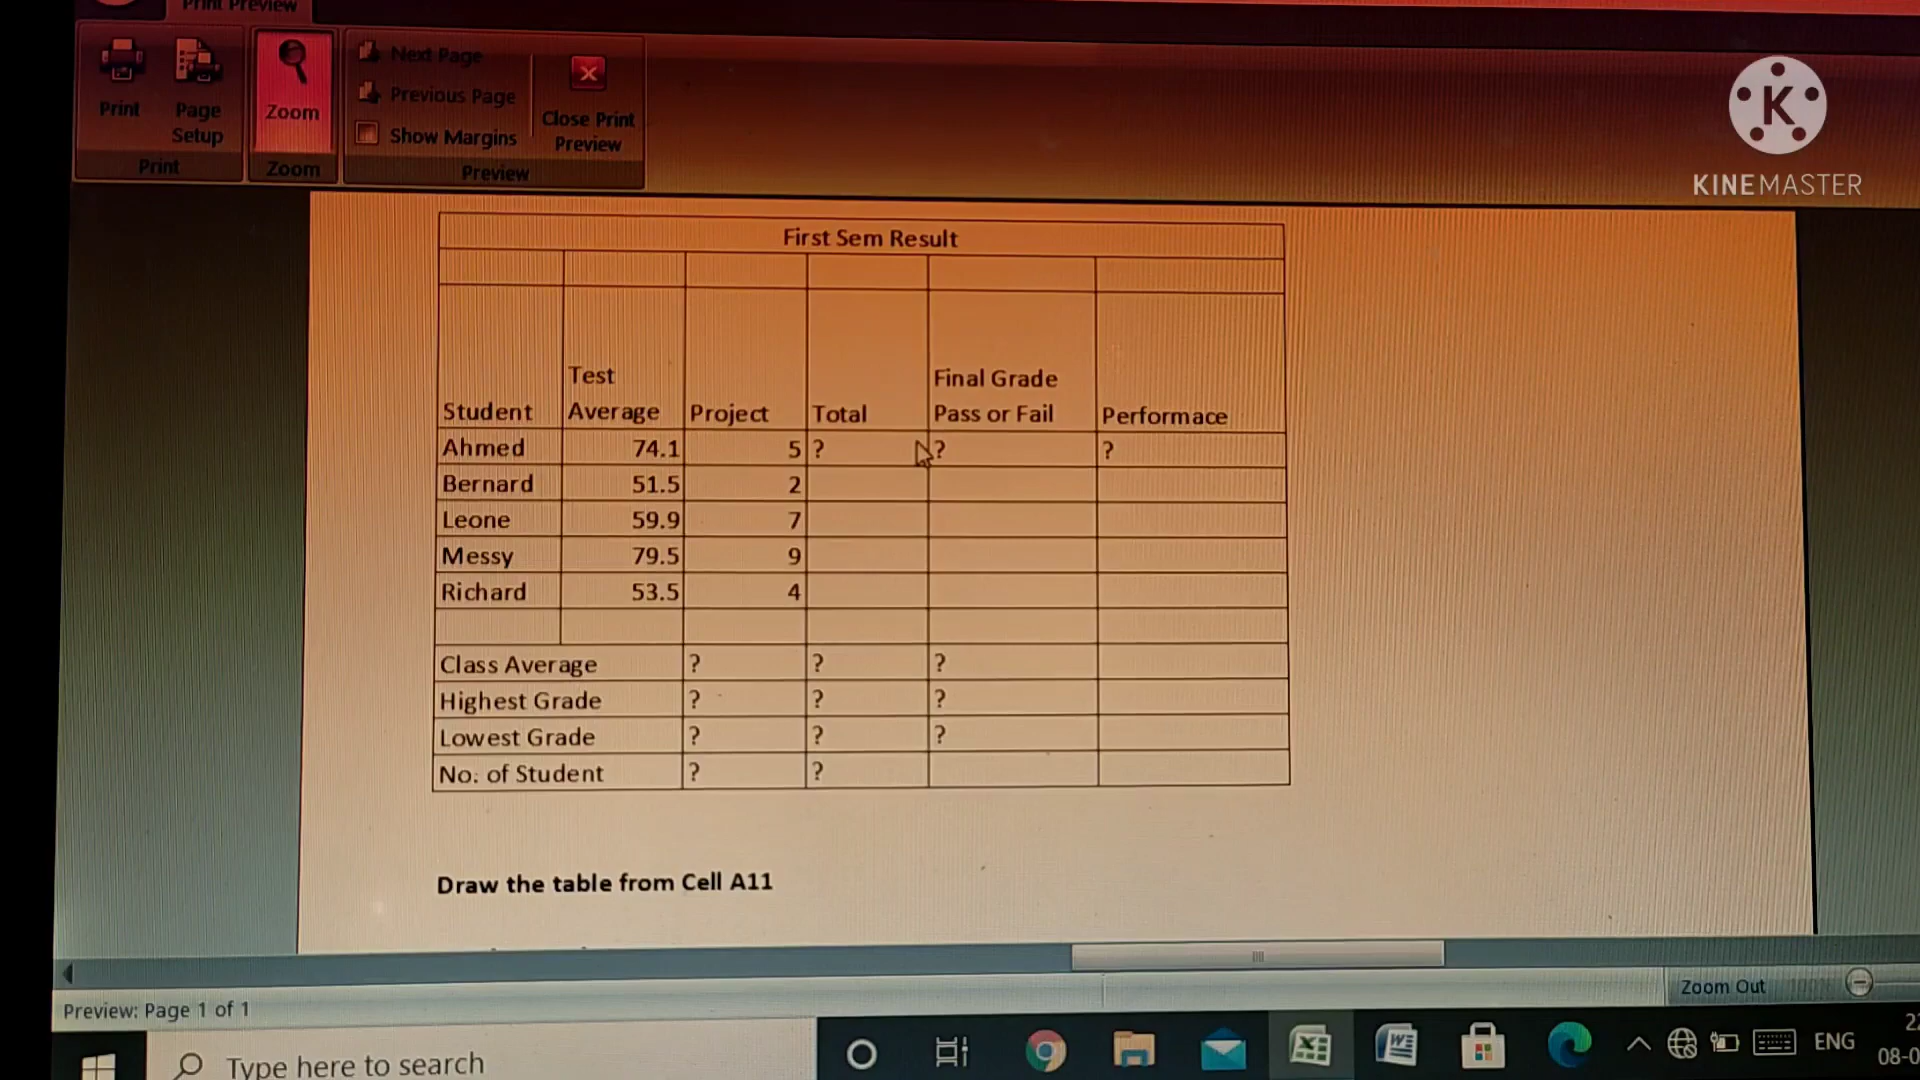 Print Preview
Print
Page Setup
Zoom
Next Page
Previous Page
Show Margins
Close Print Preview
Print
Zoom
Preview
K
KINEMASTER
First Sem Result
Student
Test Average
Project
Total
Final Grade Pass or Fail
Performace
Ahmed 74.1 5 ? ? ?
Bernard 51.5 2
Leone 59.9 7
Messy 79.5 9
Richard 53.5 4
Class Average ? ? ?
Highest Grade ? ? ?
Lowest Grade ? ? ?
No. of Student ? ?
Draw the table from Cell A11
Zoom Out 100%
Preview: Page 1 of 1
Type here to search
ENG